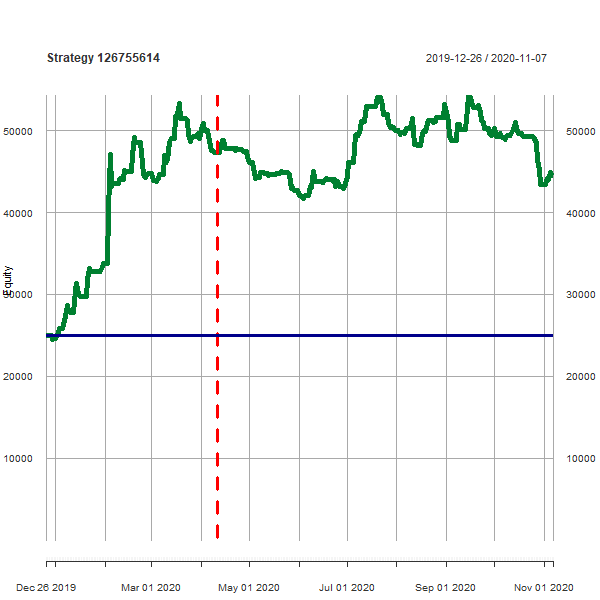 Strategy 126755614
2019-12-26 / 2020-11-07
50000
50000
40000
40000
Equity
30000
30000
20000
20000
10000
10000
Dec 26 2019
Mar 01 2020
May 01 2020
Jul 01 2020
Sep 01 2020
Nov 01 2020